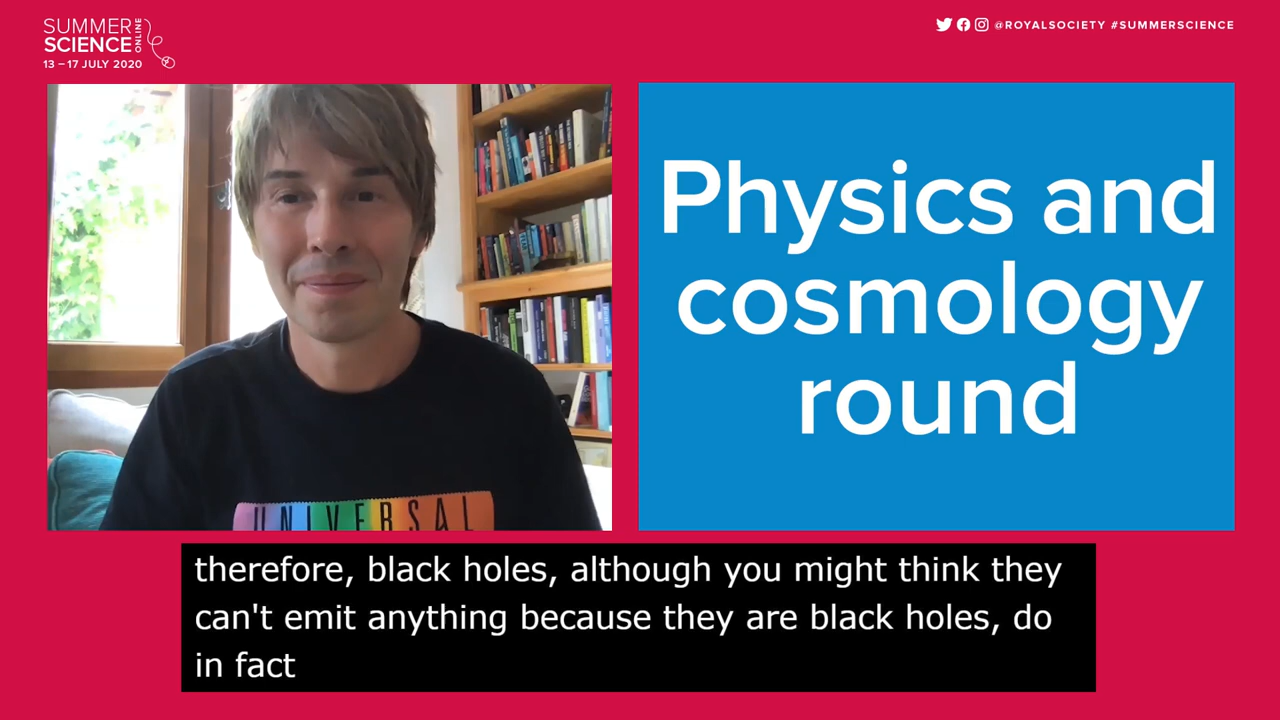 SUMMER
SCIENCE
ONLINE
13 – 17 JULY 2020
@ROYALSOCIETY #SUMMERSCIENCE
Physics and
cosmology
round
UNIVERSAL
therefore, black holes, although you might think they
can't emit anything because they are black holes, do
in fact